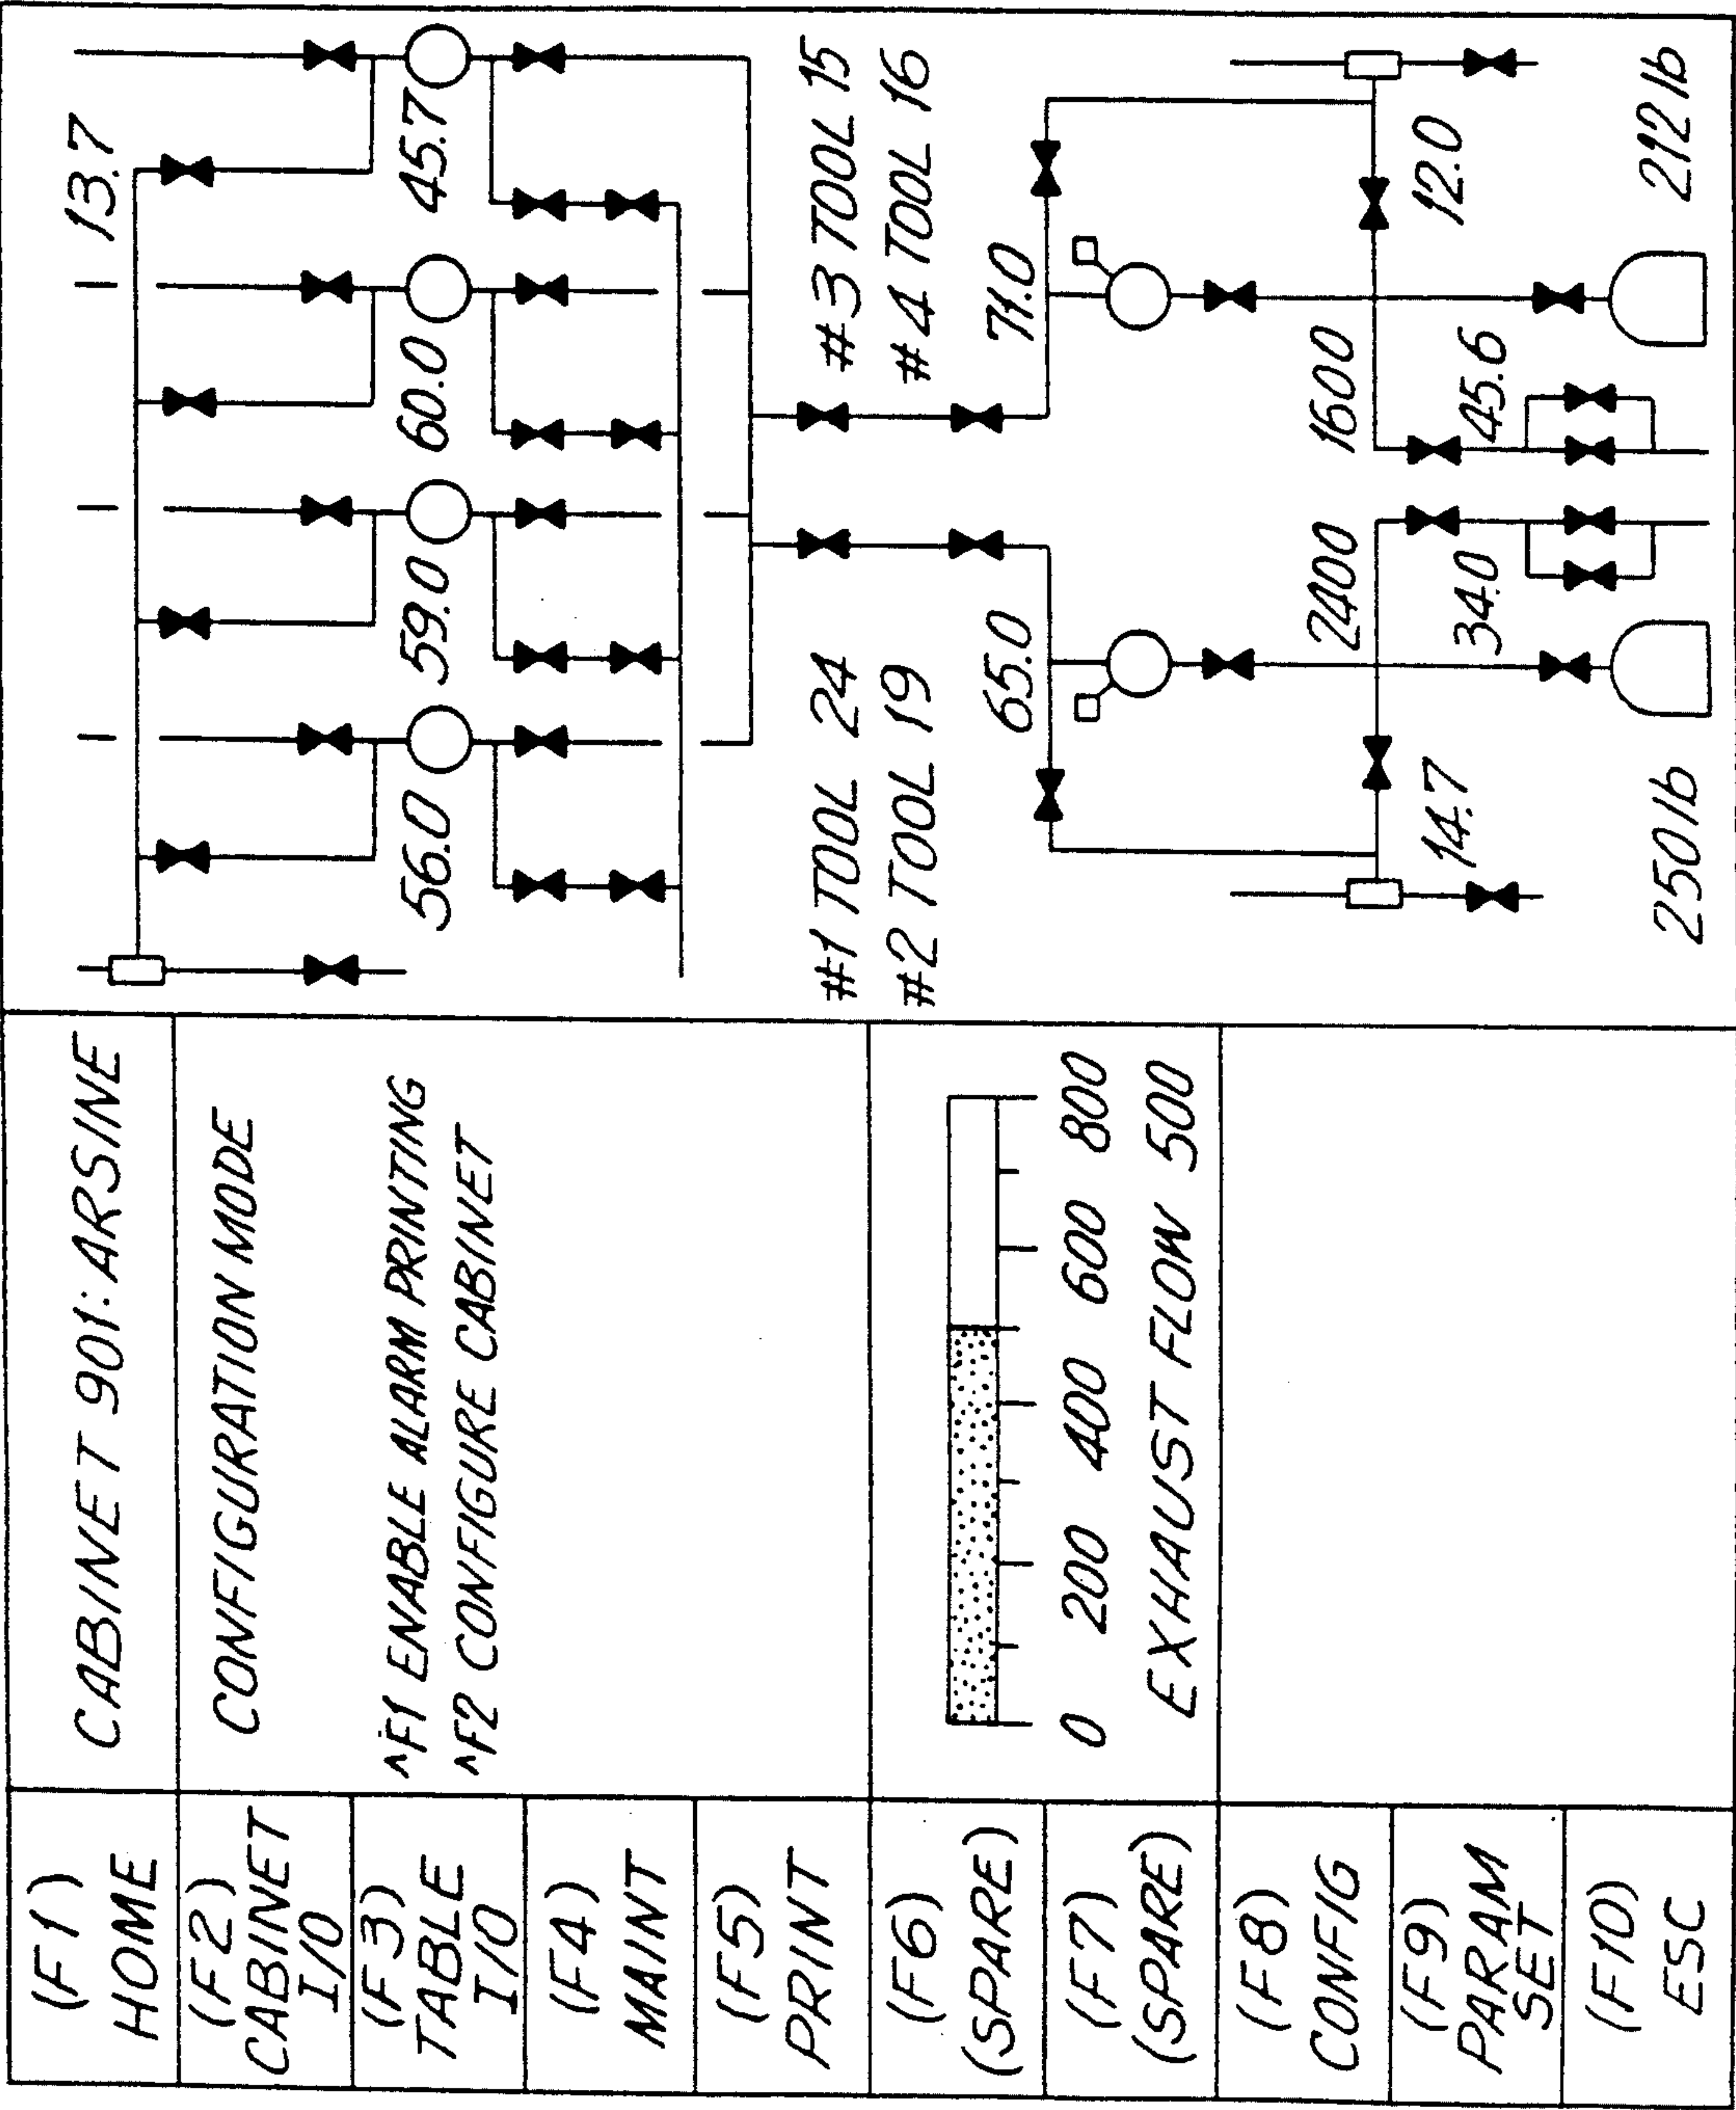 (F1)
HOME
(F2)
CABINET
I/O
(F3)
TABLE
I/O
(F4)
MAINT
(F5)
PRINT
(F6)
(SPARE)
(F7)
(SPARE)
(F8)
CONFIG
(F9)
PARAM
SET
(F10)
ESC
CABINET 901: ARSINE
CONFIGURATION MODE
^F1 ENABLE ALARM PRINTING
^F2 CONFIGURE CABINET
0 200 400 600 800
EXHAUST FLOW 500
13.7
56.0 59.0 60.0 45.7
#1 TOOL 24 #3 TOOL 15
#2 TOOL 19 #4 TOOL 16
65.0 71.0
2400 1600
14.7 34.0 45.6 12.0
250 lb 212 lb